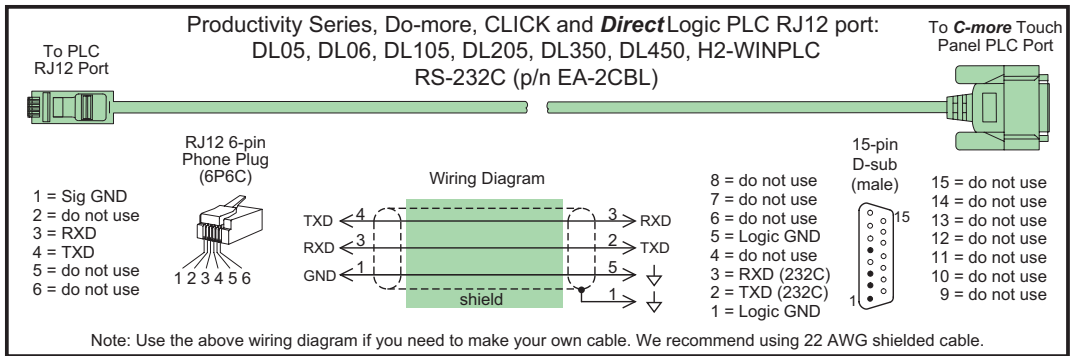 Productivity Series, Do-more, CLICK and DirectLogic PLC RJ12 port:
DL05, DL06, DL105, DL205, DL350, DL450, H2-WINPLC
RS-232C (p/n EA-2CBL)
To PLC
RJ12 Port
To C-more Touch
Panel PLC Port
RJ12 6-pin
Phone Plug
(6P6C)
1 = Sig GND
2 = do not use
3 = RXD
4 = TXD
5 = do not use
6 = do not use
1 2 3 4 5 6
Wiring Diagram
TXD 4 3 RXD
RXD 3 2 TXD
GND 1 5
shield 1
8 = do not use
7 = do not use
6 = do not use
5 = Logic GND
4 = do not use
3 = RXD (232C)
2 = TXD (232C)
1 = Logic GND
15-pin
D-sub
(male)
15
1
15 = do not use
14 = do not use
13 = do not use
12 = do not use
11 = do not use
10 = do not use
9 = do not use
Note: Use the above wiring diagram if you need to make your own cable. We recommend using 22 AWG shielded cable.